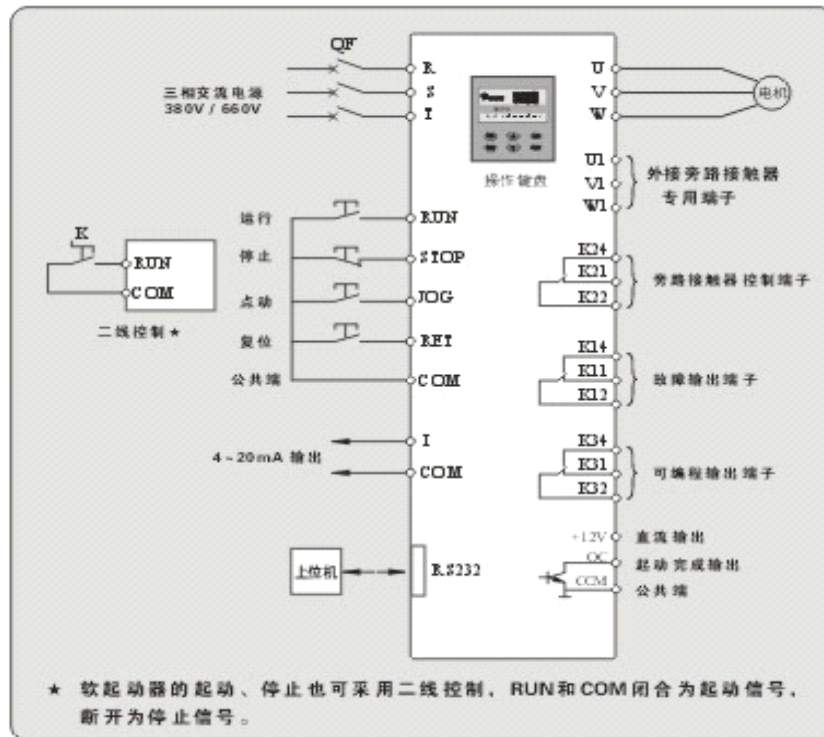 QF
三相交流电源
380V / 660V
R
S
T
操作键盘
U
V
W
电机
U1
V1
W1
外接旁路接触器
专用端子
运行
停止
点动
复位
公共端
RUN
STOP
JOG
RET
COM
K
RUN
COM
二线控制★
K24
K21
K22
旁路接触器控制端子
K14
K11
K12
故障输出端子
K34
K31
K32
可编程输出端子
4~20mA 输出
I
COM
上位机
RS232
+12V
OC
COM
直流输出
起动完成输出
公共端
★ 软起动器的起动、停止也可采用二线控制，RUN和COM闭合为起动信号，
断开为停止信号。